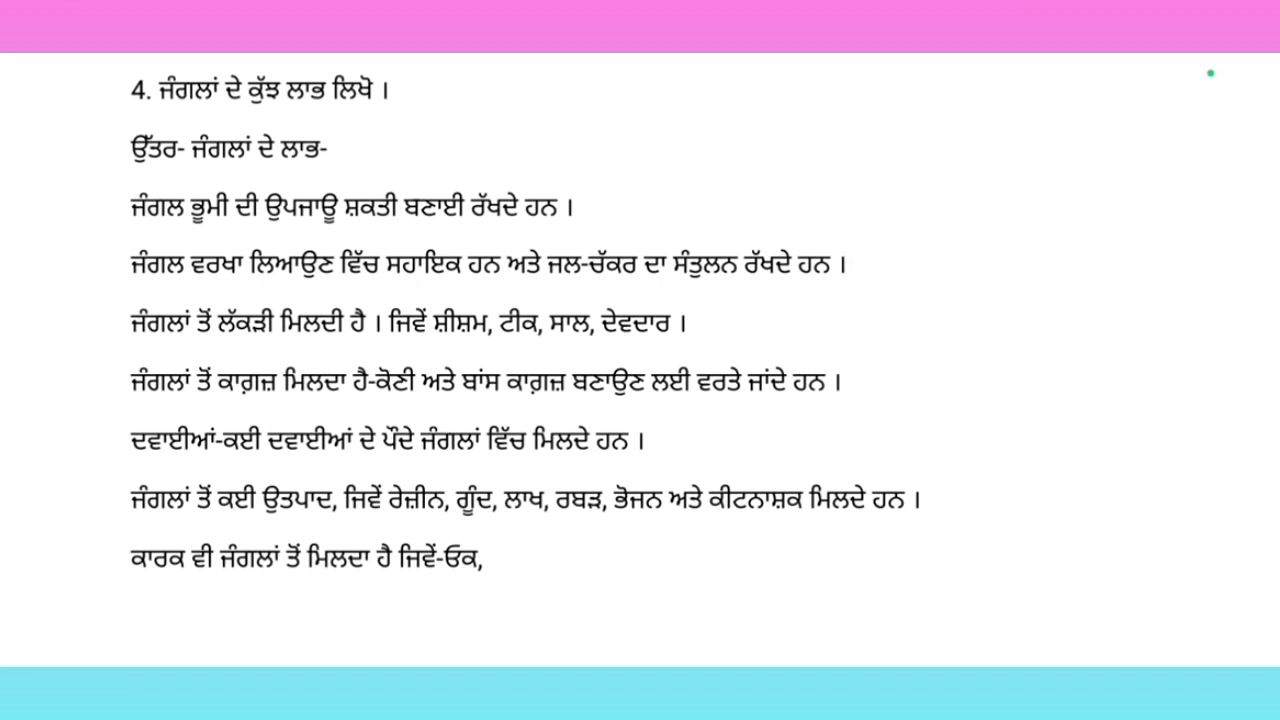 4. ਜੰਗਲਾਂ ਦੇ ਕੁੱਝ ਲਾਭ ਲਿਖੋ ।
ਉੱਤਰ- ਜੰਗਲਾਂ ਦੇ ਲਾਭ-
ਜੰਗਲ ਭੂਮੀ ਦੀ ਉਪਜਾਊ ਸ਼ਕਤੀ ਬਣਾਈ ਰੱਖਦੇ ਹਨ ।
ਜੰਗਲ ਵਰਖਾ ਲਿਆਉਣ ਵਿੱਚ ਸਹਾਇਕ ਹਨ ਅਤੇ ਜਲ-ਚੱਕਰ ਦਾ ਸੰਤੁਲਨ ਰੱਖਦੇ ਹਨ ।
ਜੰਗਲਾਂ ਤੋਂ ਲੱਕੜੀ ਮਿਲਦੀ ਹੈ । ਜਿਵੇਂ ਸ਼ੀਸ਼ਮ, ਟੀਕ, ਸਾਲ, ਦੇਵਦਾਰ ।
ਜੰਗਲਾਂ ਤੋਂ ਕਾਗ਼ਜ਼ ਮਿਲਦਾ ਹੈ-ਕੋਣੀ ਅਤੇ ਬਾਂਸ ਕਾਗ਼ਜ਼ ਬਣਾਉਣ ਲਈ ਵਰਤੇ ਜਾਂਦੇ ਹਨ ।
ਦਵਾਈਆਂ-ਕਈ ਦਵਾਈਆਂ ਦੇ ਪੌਦੇ ਜੰਗਲਾਂ ਵਿੱਚ ਮਿਲਦੇ ਹਨ ।
ਜੰਗਲਾਂ ਤੋਂ ਕਈ ਉਤਪਾਦ, ਜਿਵੇਂ ਰੇਜ਼ੀਨ, ਗੂੰਦ, ਲਾਖ, ਰਬੜ, ਭੋਜਨ ਅਤੇ ਕੀਟਨਾਸ਼ਕ ਮਿਲਦੇ ਹਨ ।
ਕਾਰਕ ਵੀ ਜੰਗਲਾਂ ਤੋਂ ਮਿਲਦਾ ਹੈ ਜਿਵੇਂ-ਓਕ,